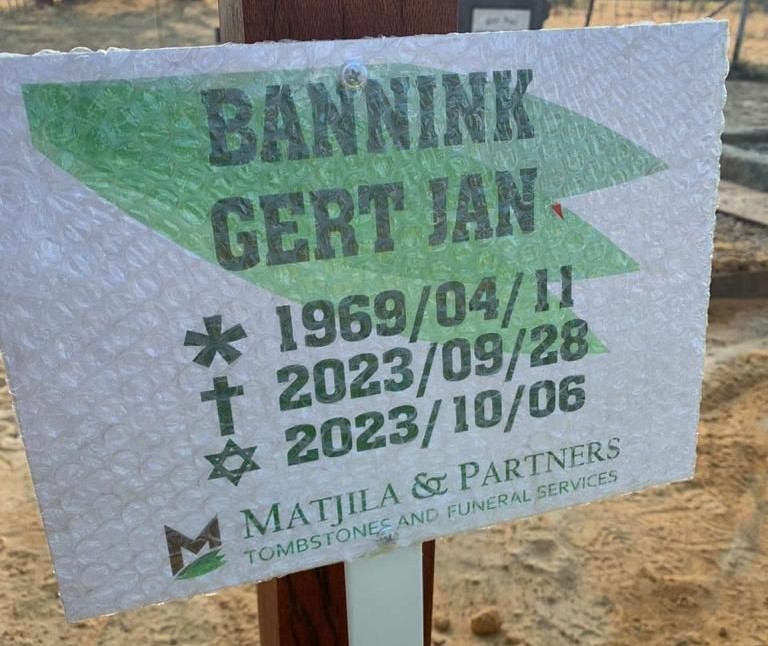 BANNINK
GERT JAN
* 1969/04/11
✝ 2023/09/28
✡ 2023/10/06
M MATJILA & PARTNERS
TOMBSTONES AND FUNERAL SERVICES